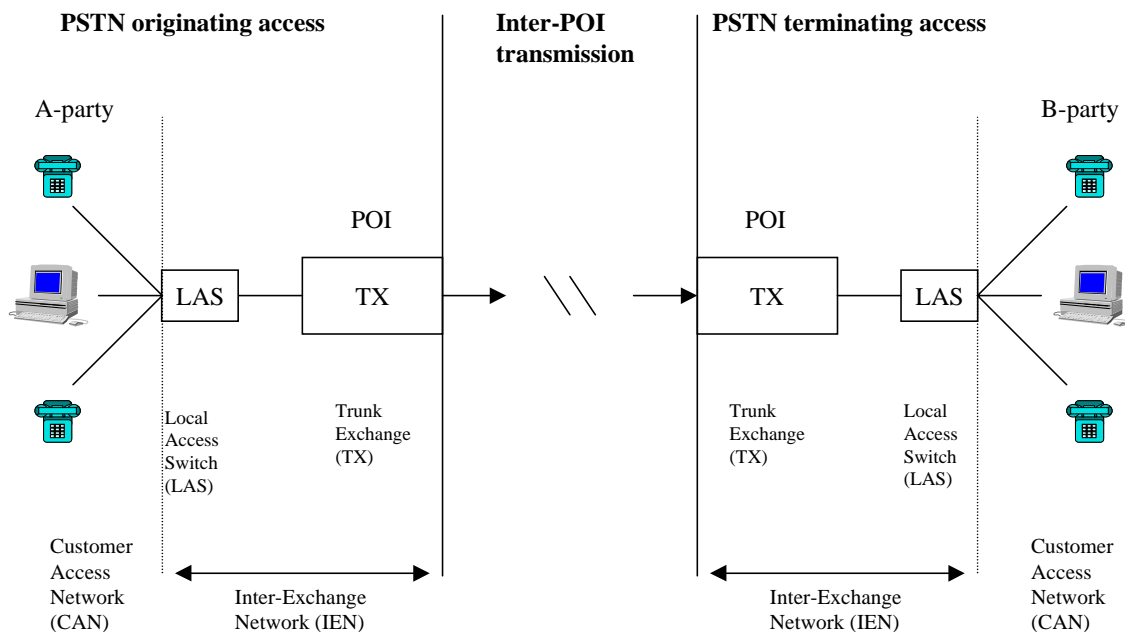 PSTN originating access
Inter-POI
transmission
PSTN terminating access
A-party
B-party
POI
POI
LAS
TX
TX
LAS
Local
Access
Switch
(LAS)
Trunk
Exchange
(TX)
Trunk
Exchange
(TX)
Local
Access
Switch
(LAS)
Customer
Access
Network
(CAN)
Inter-Exchange
Network (IEN)
Inter-Exchange
Network (IEN)
Customer
Access
Network
(CAN)